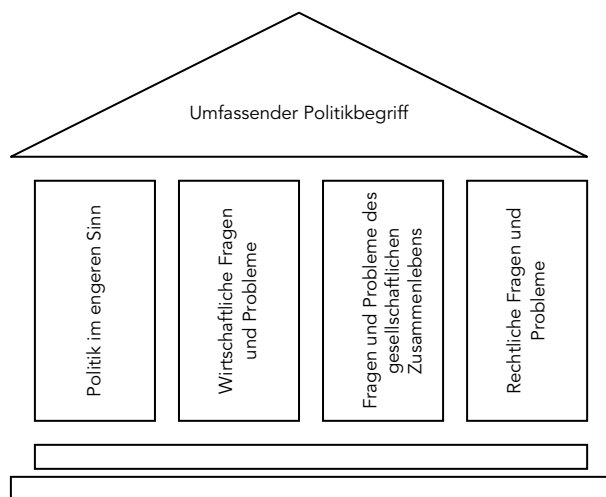 Umfassender Politikbegriff
Politik im engeren Sinn
Wirtschaftliche Fragen
und Probleme
Fragen und Probleme des
gesellschaftlichen
Zusammenlebens
Rechtliche Fragen und
Probleme